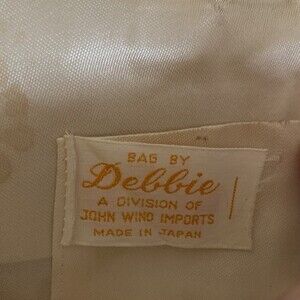 BAG BY
Debbie
A DIVISION OF
JOHN WIND IMPORTS
MADE IN JAPAN